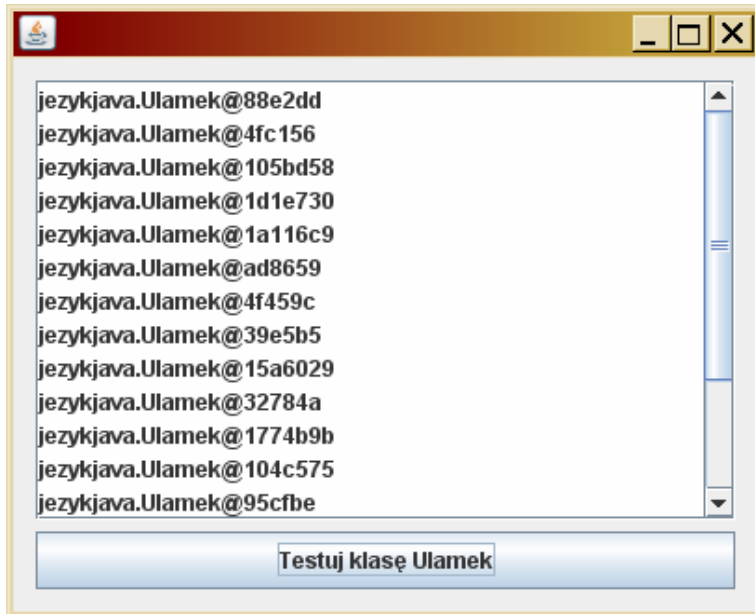 jezykjava.Ulamek@88e2dd
jezykjava.Ulamek@4fc156
jezykjava.Ulamek@105bd58
jezykjava.Ulamek@1d1e730
jezykjava.Ulamek@1a116c9
jezykjava.Ulamek@ad8659
jezykjava.Ulamek@4f459c
jezykjava.Ulamek@39e5b5
jezykjava.Ulamek@15a6029
jezykjava.Ulamek@32784a
jezykjava.Ulamek@1774b9b
jezykjava.Ulamek@104c575
jezykjava.Ulamek@95cfbe
Testuj klasę Ulamek